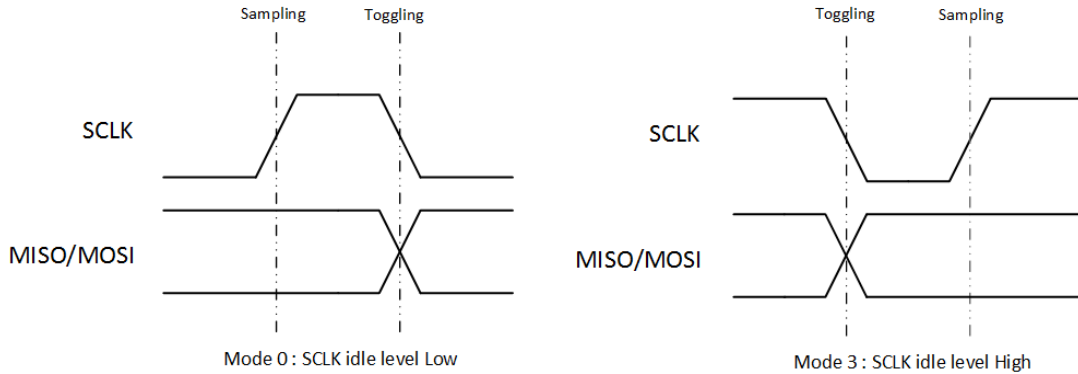 Sampling
Toggling
SCLK
MISO/MOSI
Mode 0 : SCLK idle level Low
Toggling
Sampling
SCLK
MISO/MOSI
Mode 3 : SCLK idle level High